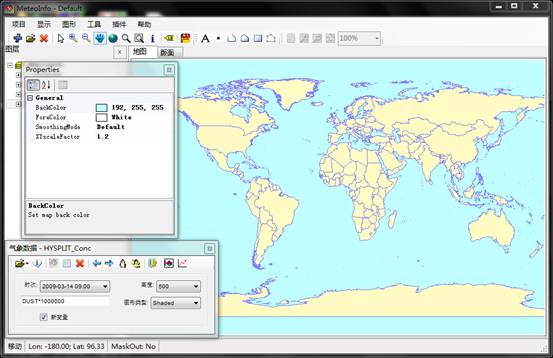 MeteoInfo - Default
项目 显示 图形 工具 插件 帮助
100%
图层 x 地图 版面
Properties
General
BackColor 192, 255, 255
ForeColor White
SmoothingMode Default
XYScaleFactor 1.2
BackColor
Set map back color
气象数据 - HYSPLIT_Conc
时次: 2009-03-14 09:00 高度: 500
DUST*1000000 图形类型: Shaded
新变量
移动 Lon: -180.00; Lat: 96.33 MaskOut: No